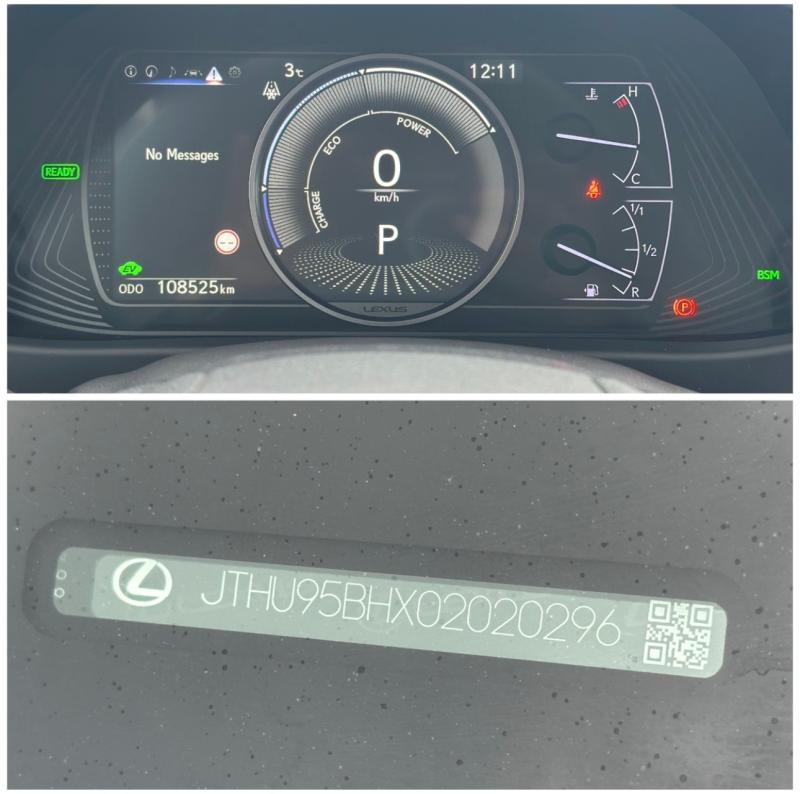 3℃
12:11
H
No Messages
ECO
POWER
READY
0
km/h
C
CHARGE
1/1
P
1/2
EV
BSM
ODO 108525km
R
P
LEXUS
JTHU95BHX02020296